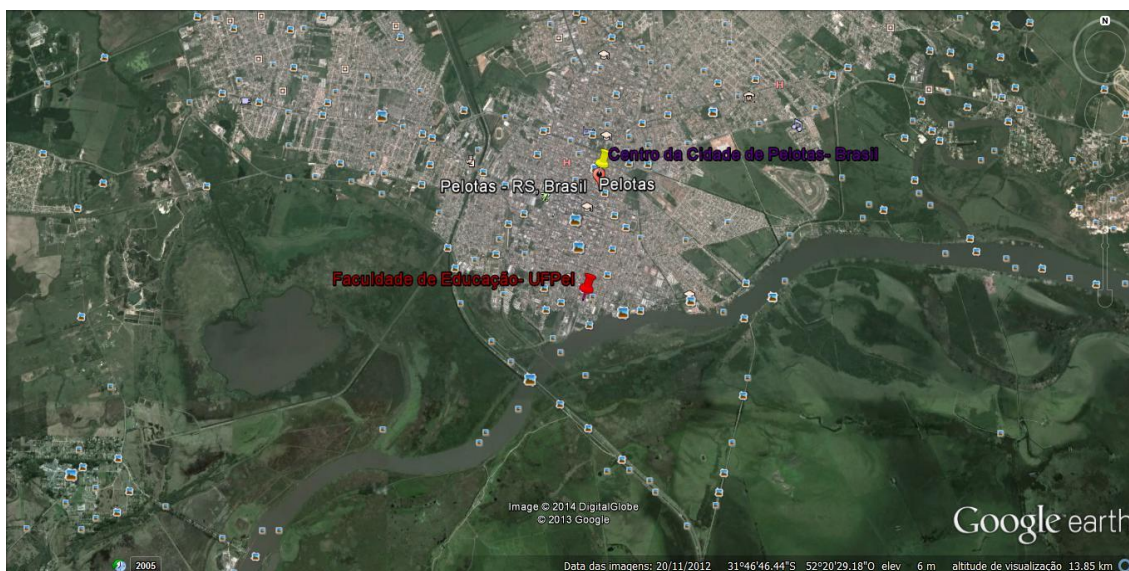 N
Centro da Cidade de Pelotas- Brasil
Pelotas - RS, Brasil
Pelotas
Faculdade de Educação- UFPel
Image © 2014 DigitalGlobe
© 2013 Google
Google earth
2005
Data das imagens: 20/11/2012 31°46'46.44"S 52°20'29.18"O elev 6 m altitude de visualização 13.85 km